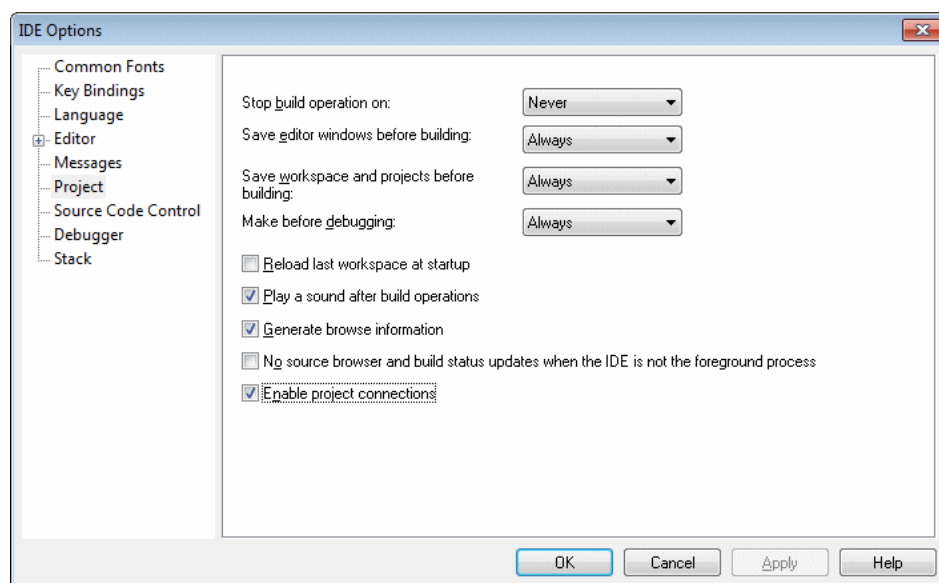 IDE Options
Common Fonts
Key Bindings
Language
Editor
Messages
Project
Source Code Control
Debugger
Stack
Stop build operation on: Never
Save editor windows before building: Always
Save workspace and projects before
building: Always
Make before debugging: Always
Reload last workspace at startup
Play a sound after build operations
Generate browse information
No source browser and build status updates when the IDE is not the foreground process
Enable project connections
OK Cancel Apply Help